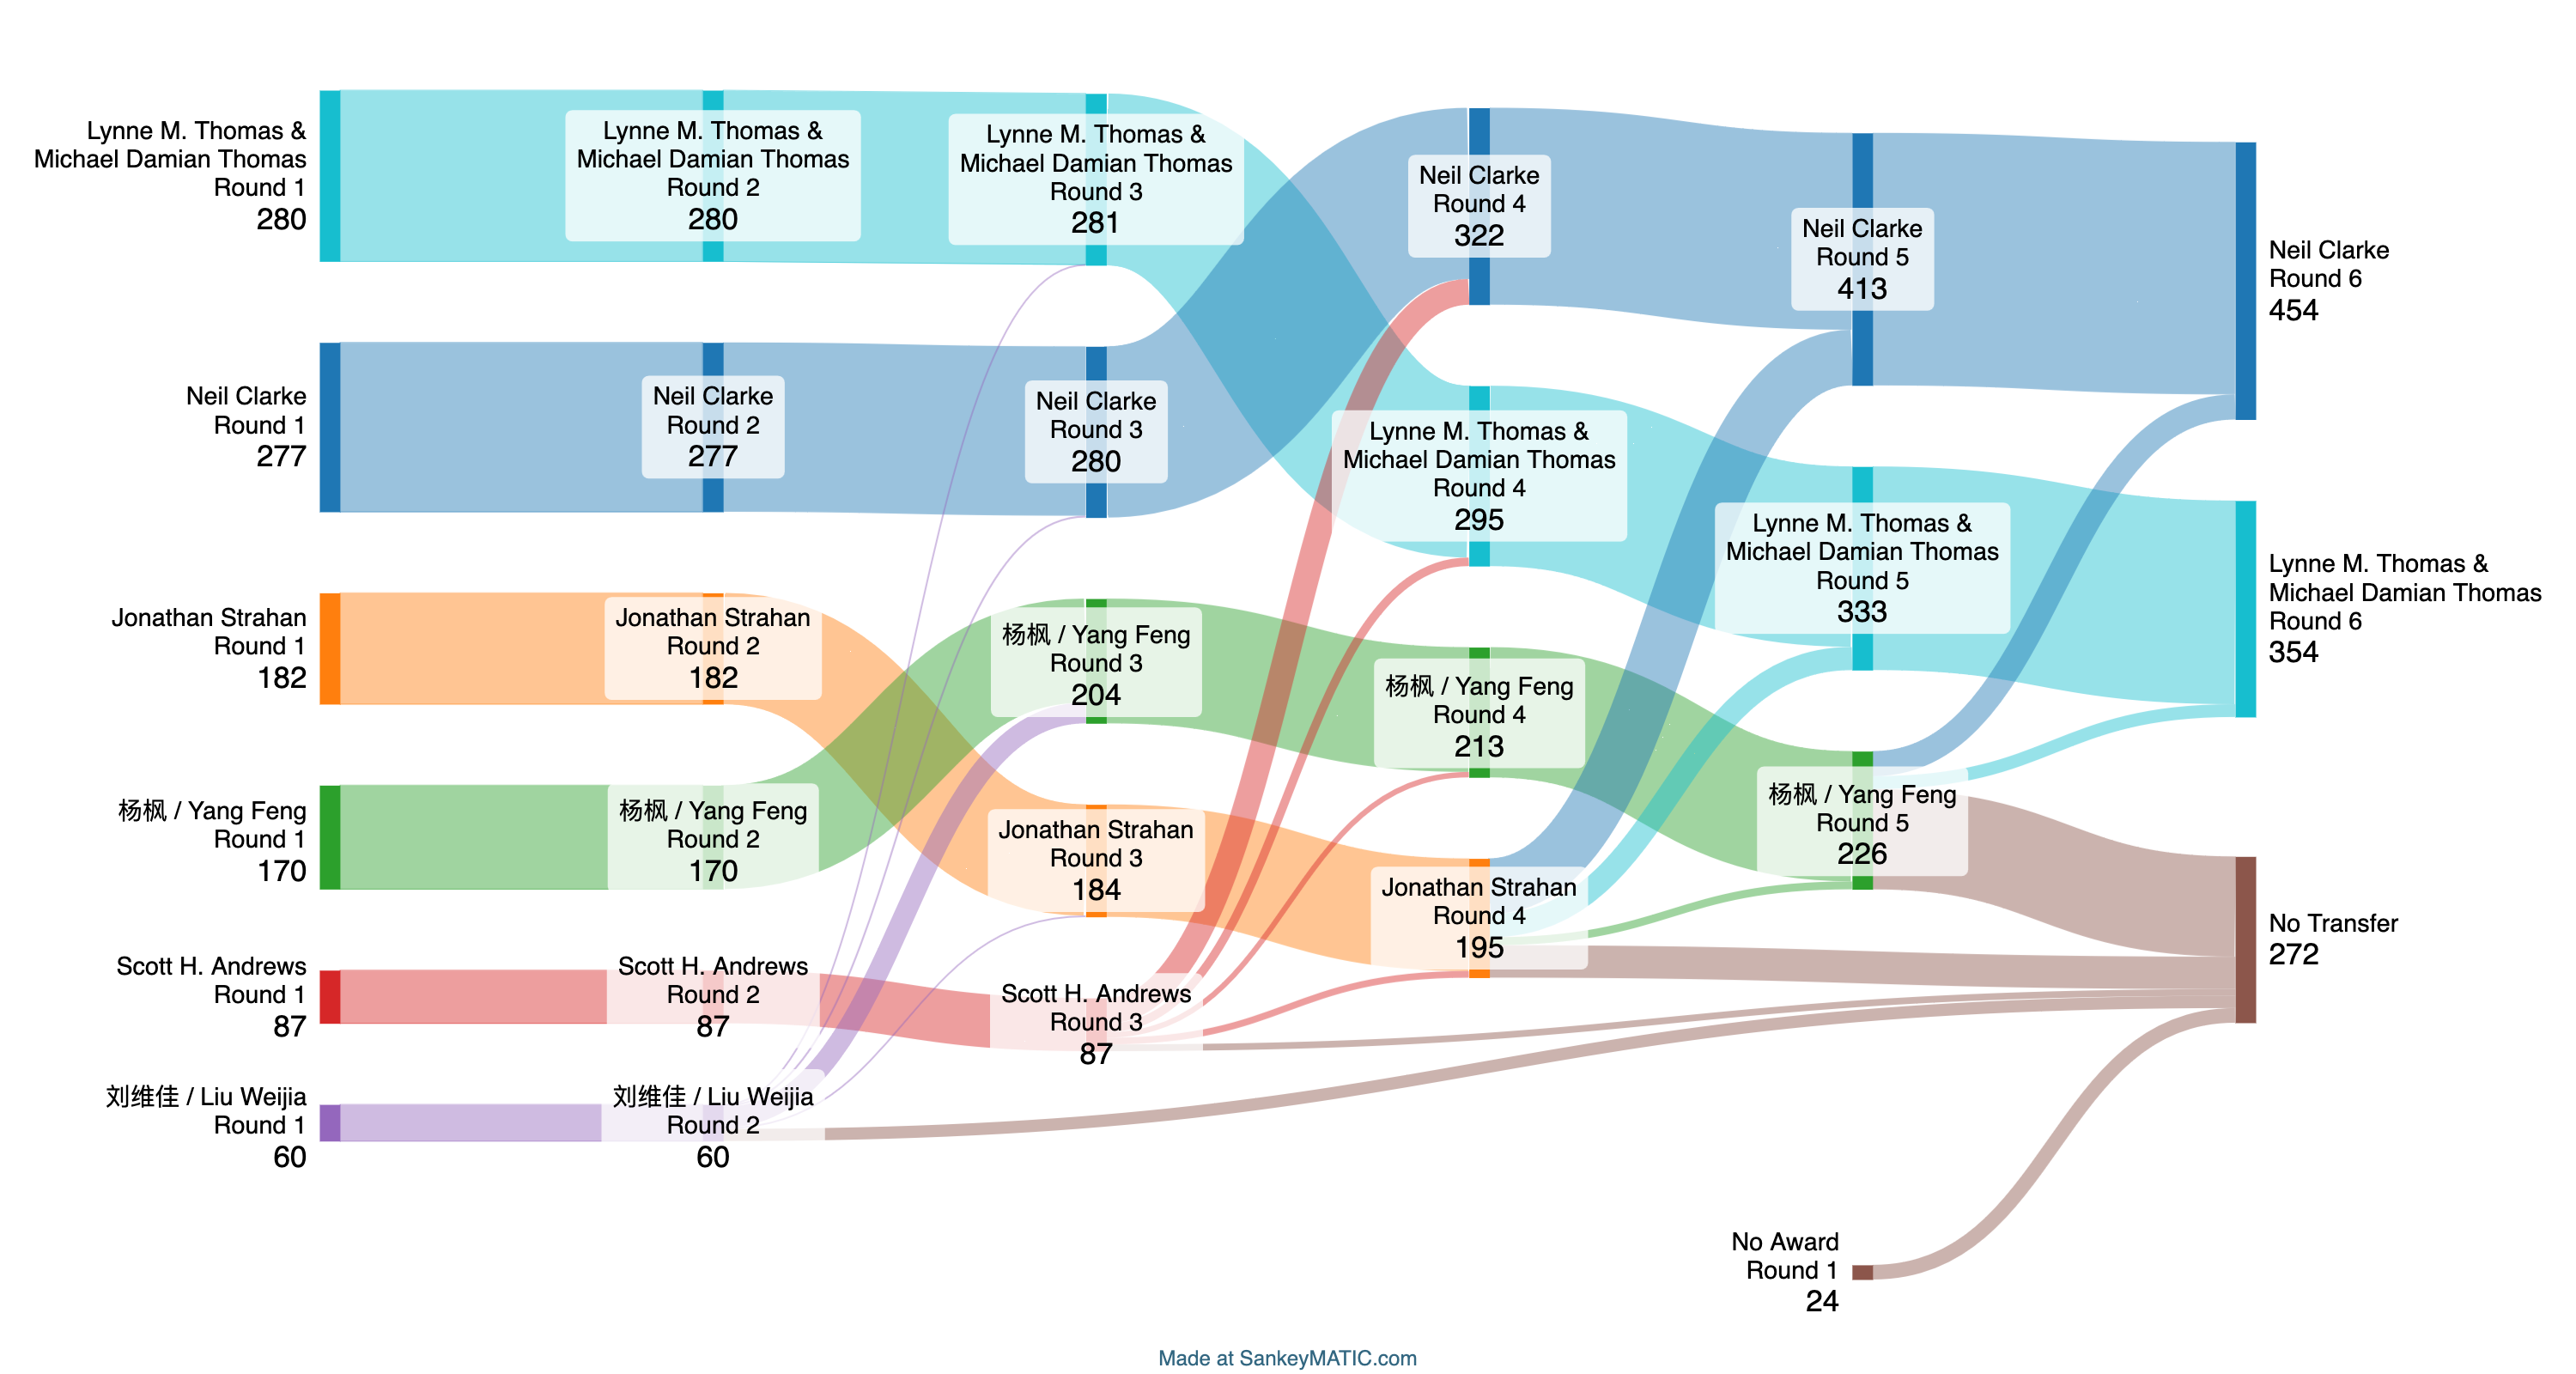 Lynne M. Thomas &
Michael Damian Thomas
Round 1
280
Neil Clarke
Round 1
277
Jonathan Strahan
Round 1
182
杨枫 / Yang Feng
Round 1
170
Scott H. Andrews
Round 1
87
刘维佳 / Liu Weijia
Round 1
60
Lynne M. Thomas &
Michael Damian Thomas
Round 2
280
Neil Clarke
Round 2
277
Jonathan Strahan
Round 2
182
杨枫 / Yang Feng
Round 2
170
Scott H. Andrews
Round 2
87
刘维佳 / Liu Weijia
Round 2
60
Lynne M. Thomas &
Michael Damian Thomas
Round 3
281
Neil Clarke
Round 3
280
杨枫 / Yang Feng
Round 3
204
Jonathan Strahan
Round 3
184
Scott H. Andrews
Round 3
87
Neil Clarke
Round 4
322
Lynne M. Thomas &
Michael Damian Thomas
Round 4
295
杨枫 / Yang Feng
Round 4
213
Jonathan Strahan
Round 4
195
Neil Clarke
Round 5
413
Lynne M. Thomas &
Michael Damian Thomas
Round 5
333
杨枫 / Yang Feng
Round 5
226
No Award
Round 1
24
Neil Clarke
Round 6
454
Lynne M. Thomas &
Michael Damian Thomas
Round 6
354
No Transfer
272
Made at SankeyMATIC.com